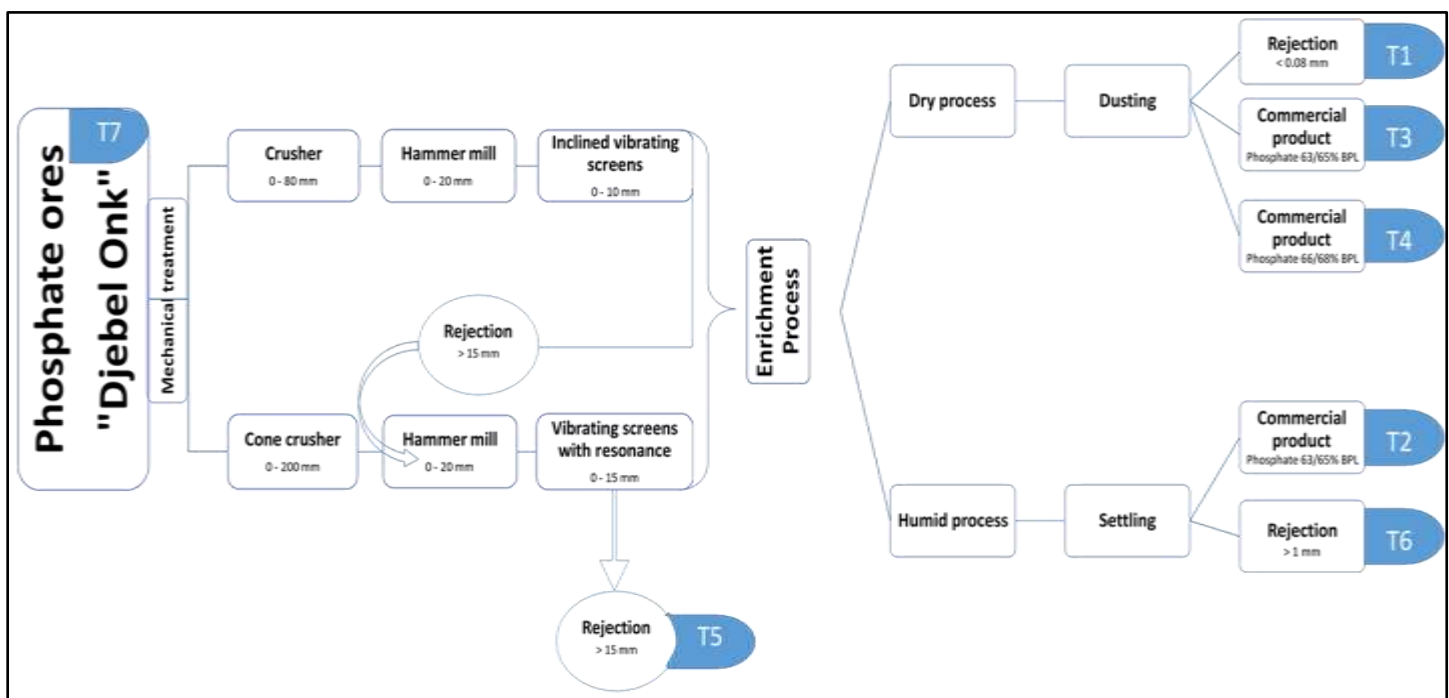 Phosphate ores
"Djebel Onk"
T7
Mechanical treatment
Crusher
0 - 80 mm
Hammer mill
0 - 20 mm
Inclined vibrating
screens
0 - 10 mm
Rejection
> 15 mm
Cone crusher
0 - 200 mm
Hammer mill
0 - 20 mm
Vibrating screens
with resonance
0 - 15 mm
Rejection
> 15 mm
T5
Enrichment
Process
Dry process
Dusting
Rejection
< 0.08 mm
T1
Commercial
product
Phosphate 63/65% BPL
T3
Commercial
product
Phosphate 66/68% BPL
T4
Humid process
Settling
Commercial
product
Phosphate 63/65% BPL
T2
Rejection
> 1 mm
T6